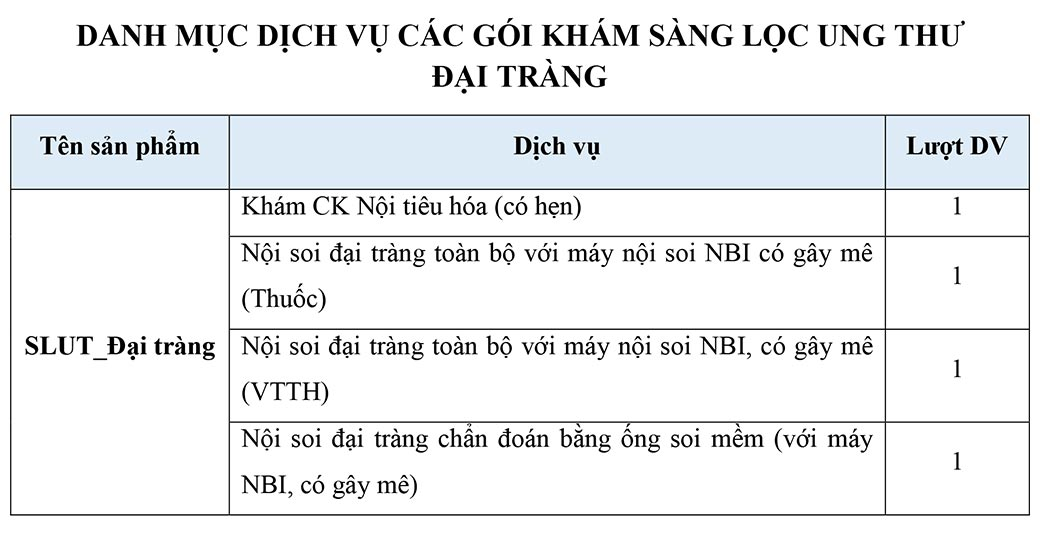 DANH MỤC DỊCH VỤ CÁC GÓI KHÁM SÀNG LỌC UNG THƯ
ĐẠI TRÀNG
Tên sản phẩm
Dịch vụ
Lượt DV
SLUT_Đại tràng
Khám CK Nội tiêu hóa (có hẹn)
1
Nội soi đại tràng toàn bộ với máy nội soi NBI có gây mê
(Thuốc)
1
Nội soi đại tràng toàn bộ với máy nội soi NBI, có gây mê
(VTTH)
1
Nội soi đại tràng chẩn đoán bằng ống soi mềm (với máy
NBI, có gây mê)
1